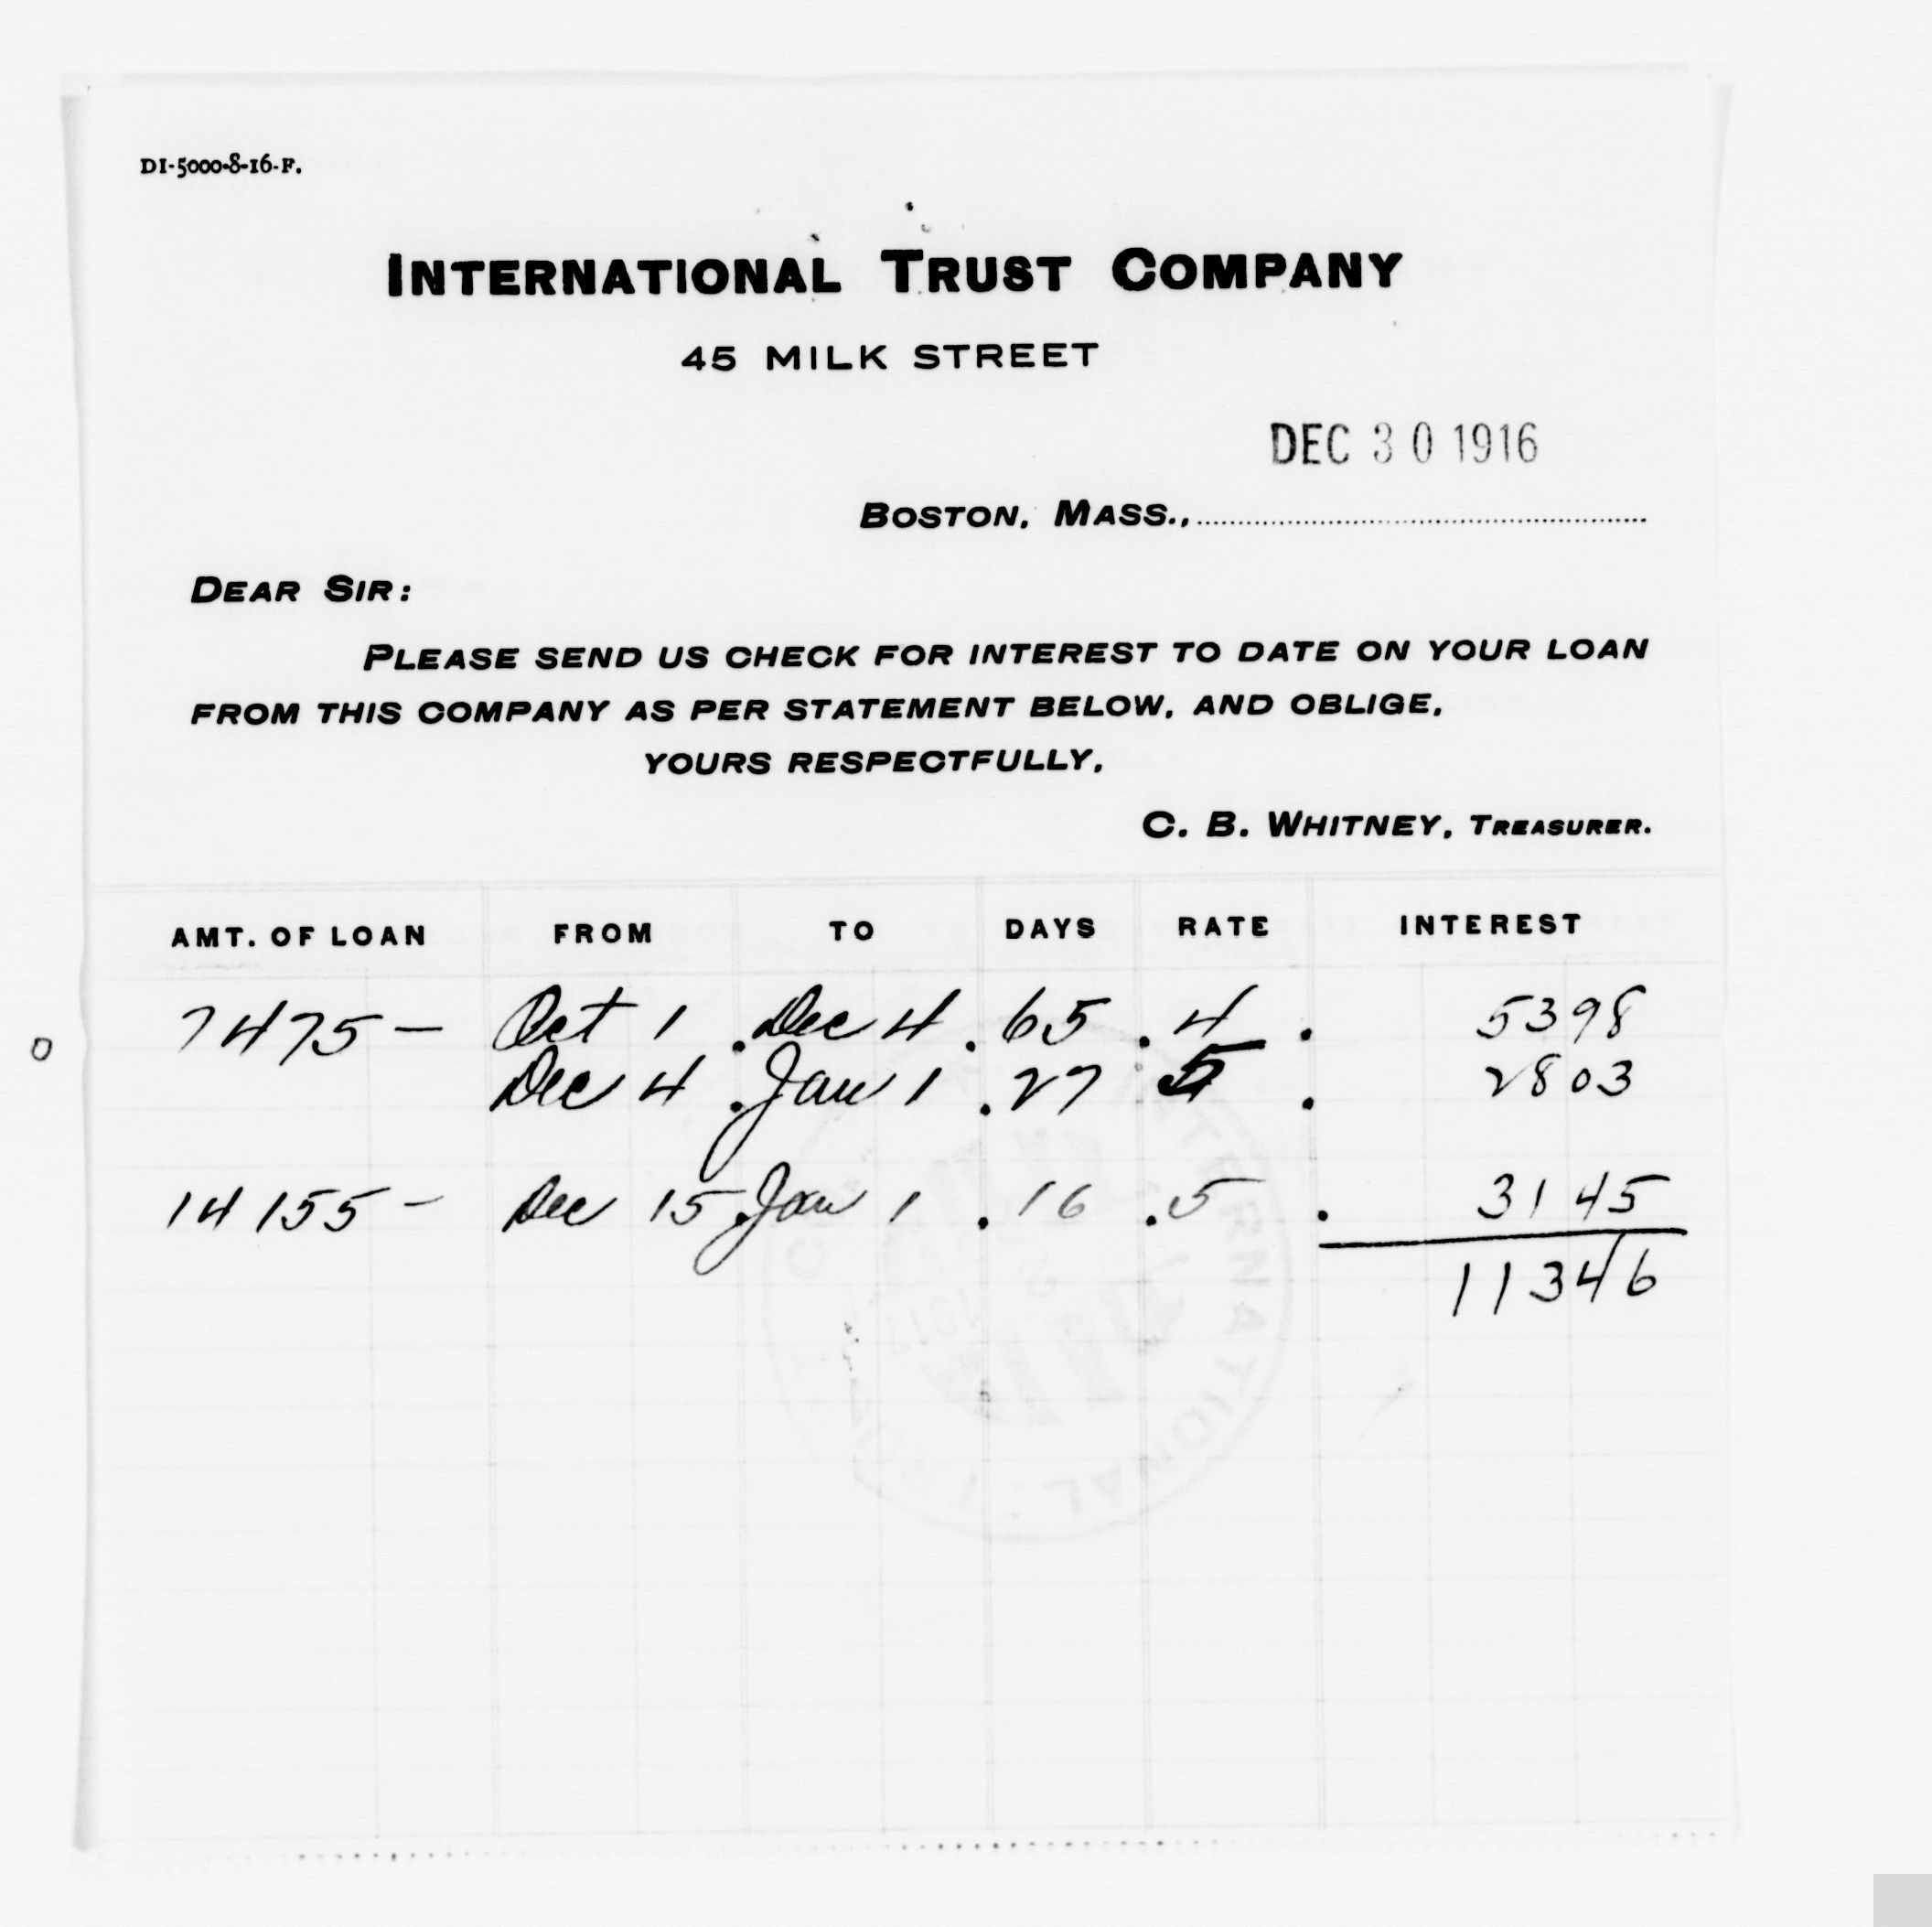 DI-5000-8-16-F.
INTERNATIONAL TRUST COMPANY
45 MILK STREET
DEC 30 1916
BOSTON, MASS.,
DEAR SIR:
PLEASE SEND US CHECK FOR INTEREST TO DATE ON YOUR LOAN
FROM THIS COMPANY AS PER STATEMENT BELOW, AND OBLIGE,
YOURS RESPECTFULLY,
C. B. WHITNEY, TREASURER.
AMT. OF LOAN FROM TO DAYS RATE INTEREST
7475 — Oct 1 Dec 4 65 4 5398
Dec 4 Jan 1 27 5 2803
14155 — Dec 15 Jan 1 16 5 3145
11346